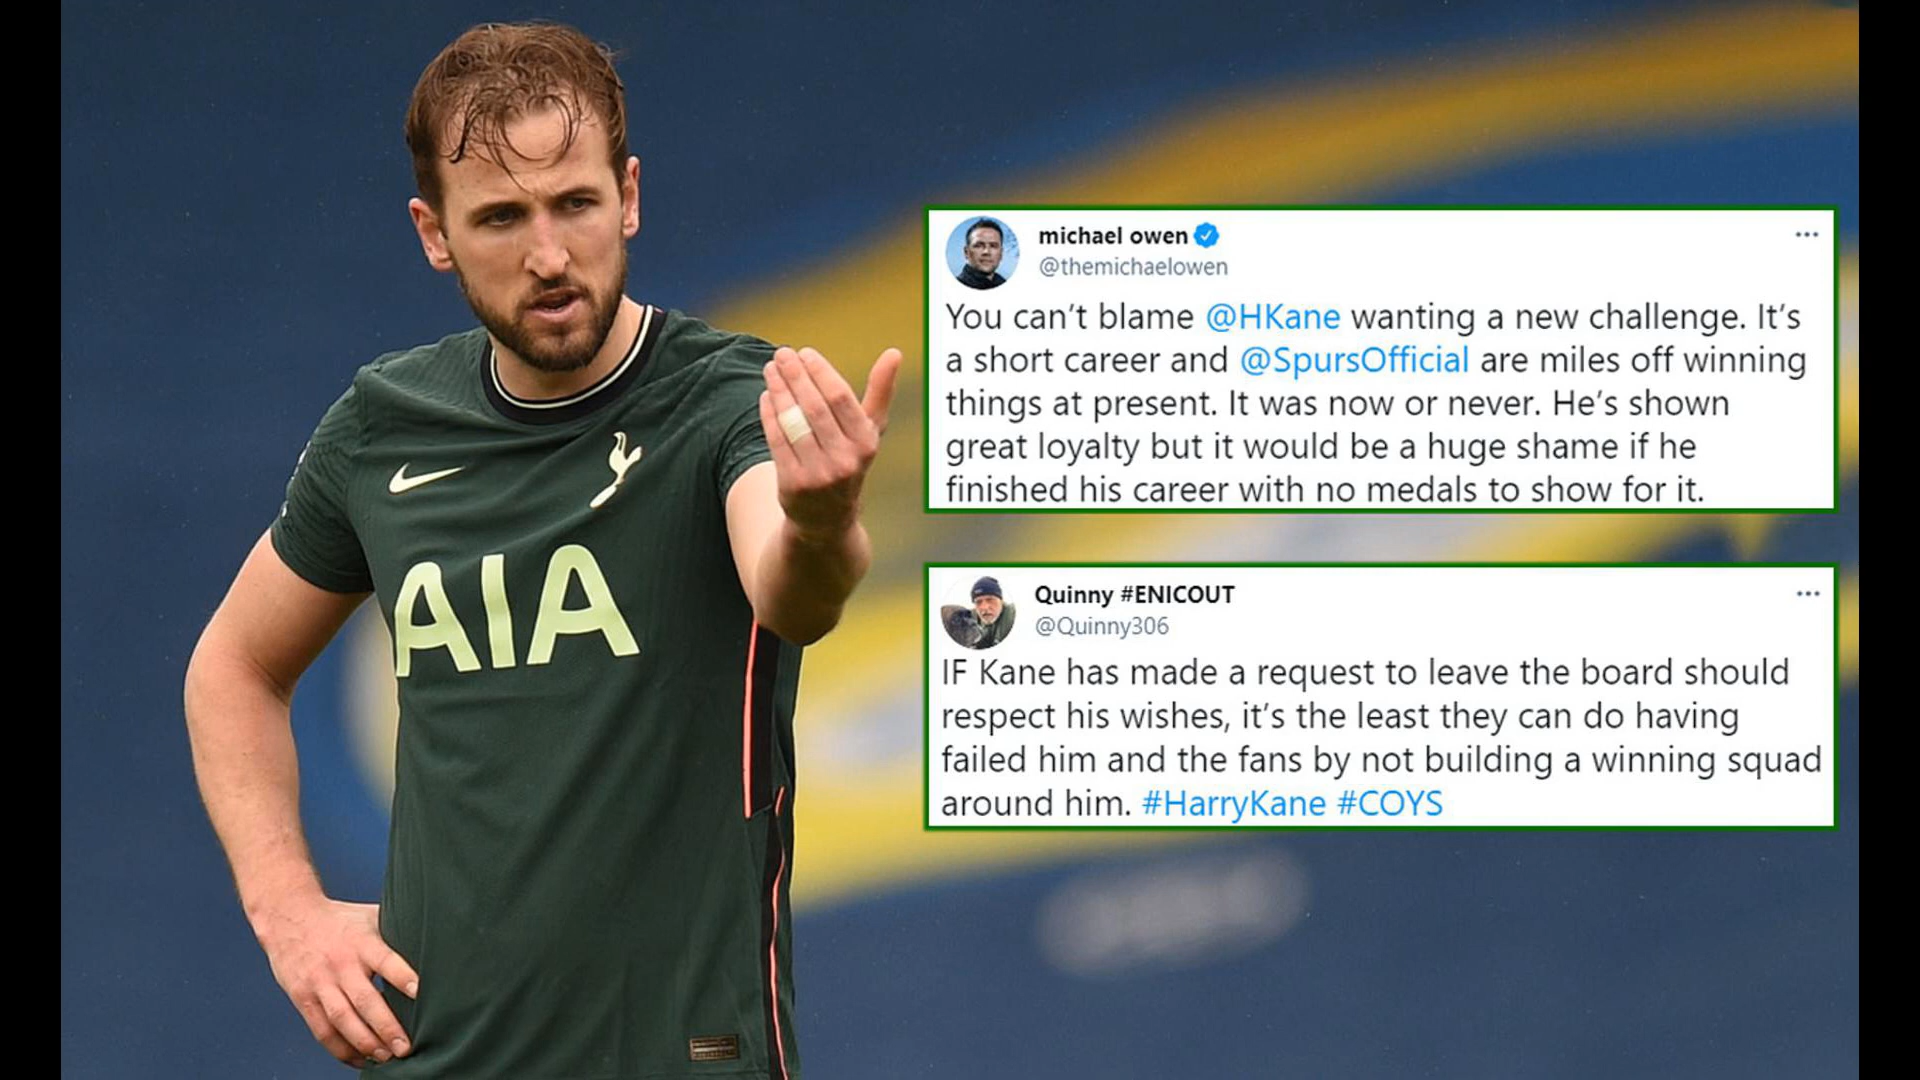 AIA
michael owen
@themichaelowen
You can't blame @HKane wanting a new challenge. It's
a short career and @SpursOfficial are miles off winning
things at present. It was now or never. He's shown
great loyalty but it would be a huge shame if he
finished his career with no medals to show for it.
Quinny #ENICOUT
@Quinny306
IF Kane has made a request to leave the board should
respect his wishes, it's the least they can do having
failed him and the fans by not building a winning squad
around him. #HarryKane #COYS